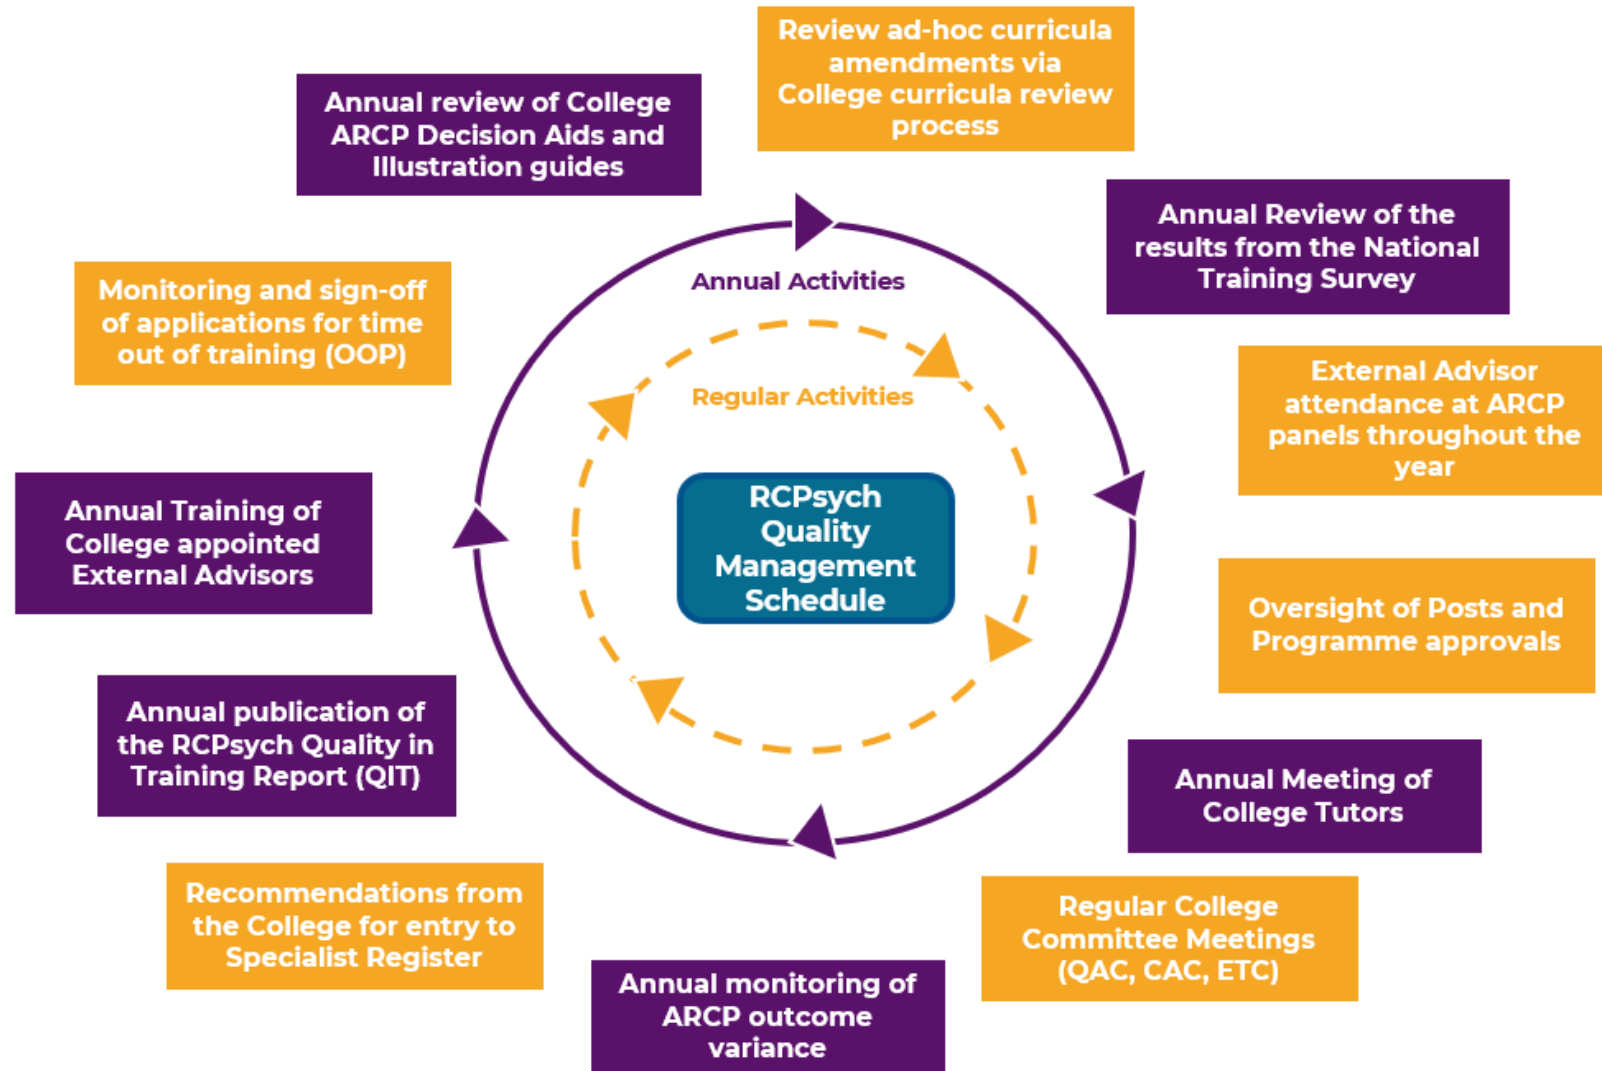 Review ad-hoc curricula
amendments via
College curricula review
process
Annual review of College
ARCP Decision Aids and
Illustration guides
Annual Review of the
results from the National
Training Survey
Monitoring and sign-off
of applications for time
out of training (OOP)
Annual Activities
Regular Activities
External Advisor
attendance at ARCP
panels throughout the
year
Annual Training of
College appointed
External Advisors
RCPsych
Quality
Management
Schedule
Oversight of Posts and
Programme approvals
Annual publication of
the RCPsych Quality in
Training Report (QIT)
Annual Meeting of
College Tutors
Recommendations from
the College for entry to
Specialist Register
Regular College
Committee Meetings
(QAC, CAC, ETC)
Annual monitoring of
ARCP outcome
variance